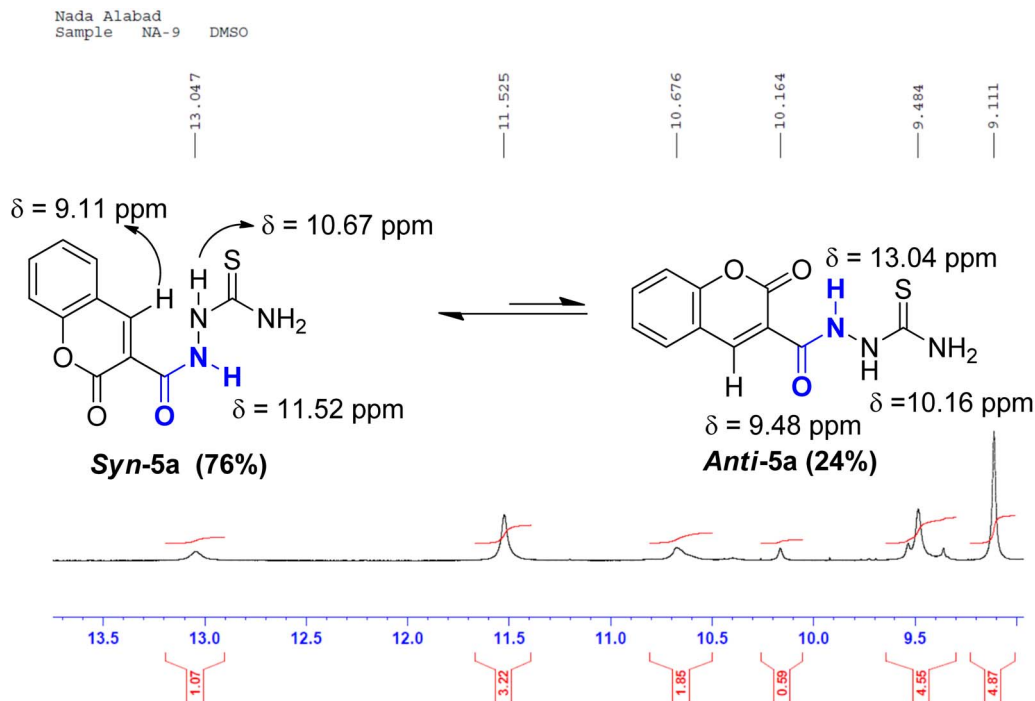 Nada Alabad
Sample NA-9 DMSO
13.047
11.525
10.676
10.164
9.484
9.111
δ = 9.11 ppm
δ = 10.67 ppm
H
H
S
N
NH2
N
H
O
O
O
δ = 11.52 ppm
Syn-5a (76%)
δ = 13.04 ppm
O
O
H
S
N
N
H
NH2
H
O
δ = 9.48 ppm
δ =10.16 ppm
Anti-5a (24%)
13.5 13.0 12.5 12.0 11.5 11.0 10.5 10.0 9.5
1.07 3.22 1.85 0.59 4.55 4.87